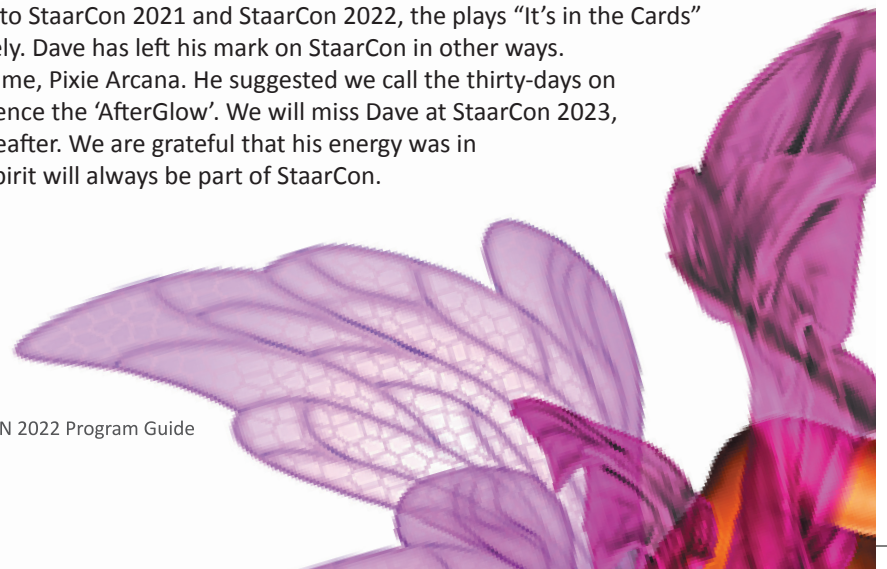 to StaarCon 2021 and StaarCon 2022, the plays “It’s in the Cards”
ely. Dave has left his mark on StaarCon in other ways.
me, Pixie Arcana. He suggested we call the thirty-days on
ence the ‘AfterGlow’. We will miss Dave at StaarCon 2023,
eafter. We are grateful that his energy was in
pirit will always be part of StaarCon.
N 2022 Program Guide